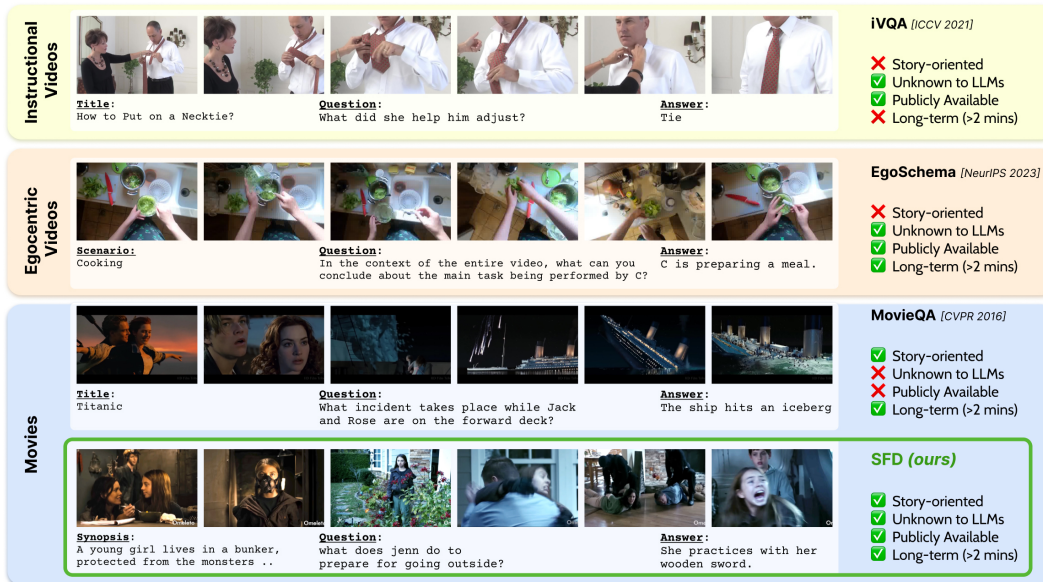 Instructional
Videos
Title:
How to Put on a Necktie?
Question:
What did she help him adjust?
Answer:
Tie
iVQA [ICCV 2021]
❌ Story-oriented
✅ Unknown to LLMs
✅ Publicly Available
❌ Long-term (>2 mins)
Egocentric
Videos
Scenario:
Cooking
Question:
In the context of the entire video, what can you
conclude about the main task being performed by C?
Answer:
C is preparing a meal.
EgoSchema [NeurIPS 2023]
❌ Story-oriented
✅ Unknown to LLMs
✅ Publicly Available
✅ Long-term (>2 mins)
Movies
Title:
Titanic
Question:
What incident takes place while Jack
and Rose are on the forward deck?
Answer:
The ship hits an iceberg
MovieQA [CVPR 2016]
✅ Story-oriented
❌ Unknown to LLMs
❌ Publicly Available
✅ Long-term (>2 mins)
Omeleto
Omeleto
Synopsis:
A young girl lives in a bunker,
protected from the monsters ..
Question:
what does jenn do to
prepare for going outside?
Answer:
She practices with her
wooden sword.
SFD (ours)
✅ Story-oriented
✅ Unknown to LLMs
✅ Publicly Available
✅ Long-term (>2 mins)